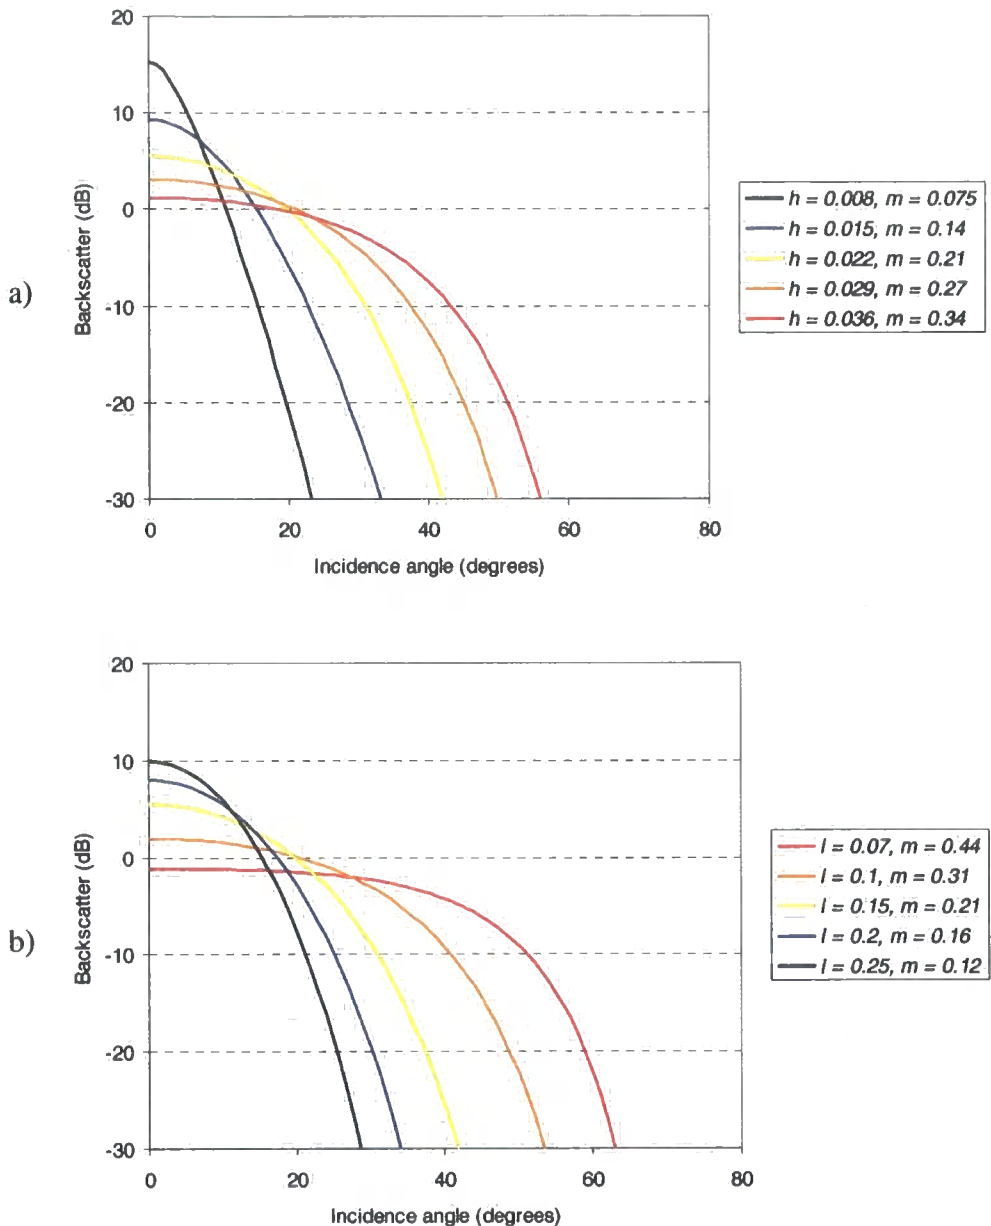 a)
20
10
0
-10
-20
-30
Backscatter (dB)
0 20 40 60 80
Incidence angle (degrees)
h = 0.008, m = 0.075
h = 0.015, m = 0.14
h = 0.022, m = 0.21
h = 0.029, m = 0.27
h = 0.036, m = 0.34
b)
20
10
0
-10
-20
-30
Backscatter (dB)
0 20 40 60 80
Incidence angle (degrees)
l = 0.07, m = 0.44
l = 0.1, m = 0.31
l = 0.15, m = 0.21
l = 0.2, m = 0.16
l = 0.25, m = 0.12